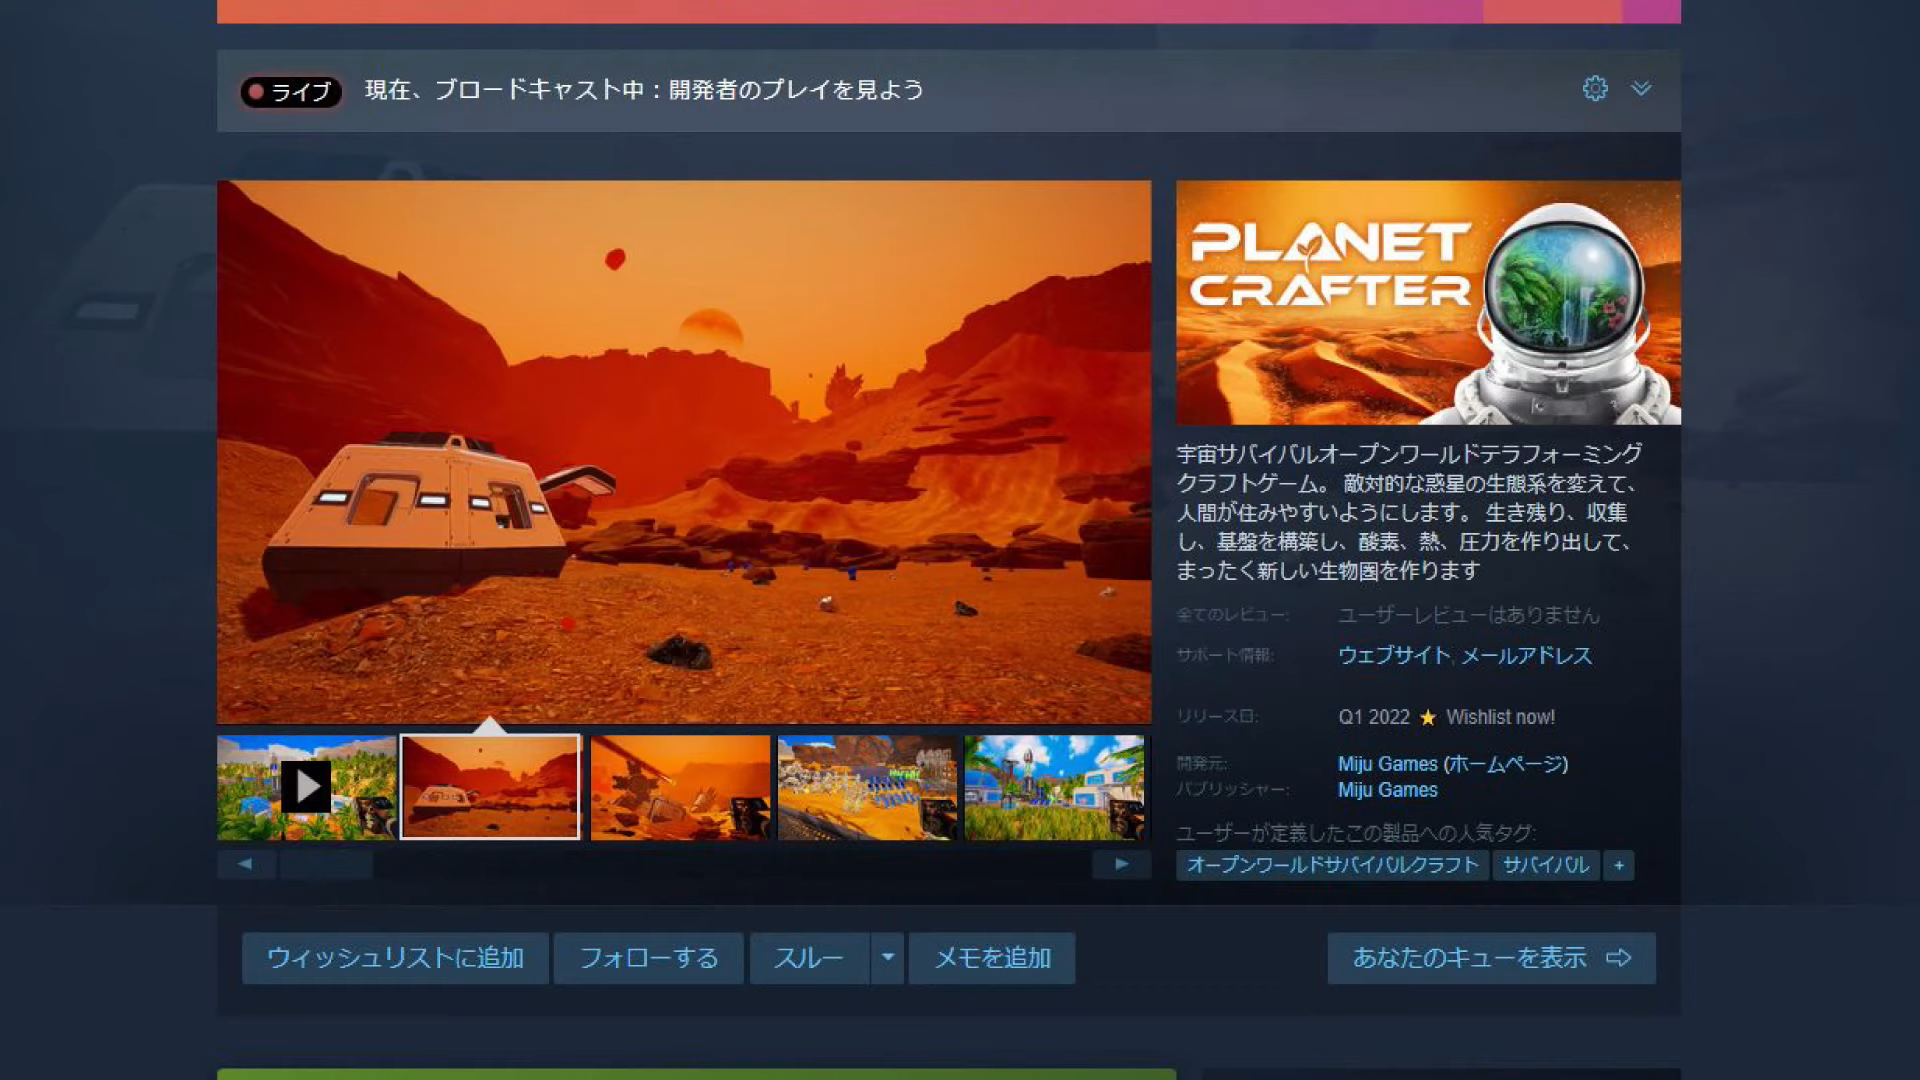 ライブ 現在、ブロードキャスト中：開発者のプレイを見よう
PLANET
CRAFTER
宇宙サバイバルオープンワールドテラフォーミング
クラフトゲーム。 敵対的な惑星の生態系を変えて、
人間が住みやすいようにします。 生き残り、収集
し、基盤を構築し、酸素、熱、圧力を作り出して、
まったく新しい生物圏を作ります
全てのレビュー: ユーザーレビューはありません
サポート情報: ウェブサイト, メールアドレス
リリース日: Q1 2022 ⭐ Wishlist now!
開発元: Miju Games (ホームページ)
パブリッシャー: Miju Games
ユーザーが定義したこの製品への人気タグ:
オープンワールドサバイバルクラフト サバイバル +
ウィッシュリストに追加 フォローする スルー メモを追加 あなたのキューを表示